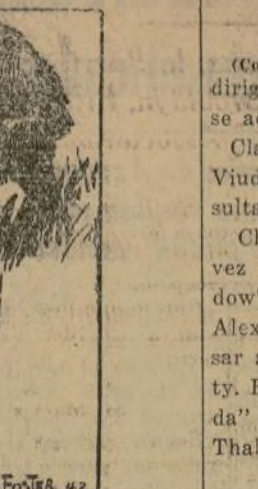 (Co
dirig
se ac
Cla
Viud
sulta
Cl
vez
dow'
Alex
sar a
ty. E
da"
Thal
FOSTER 42